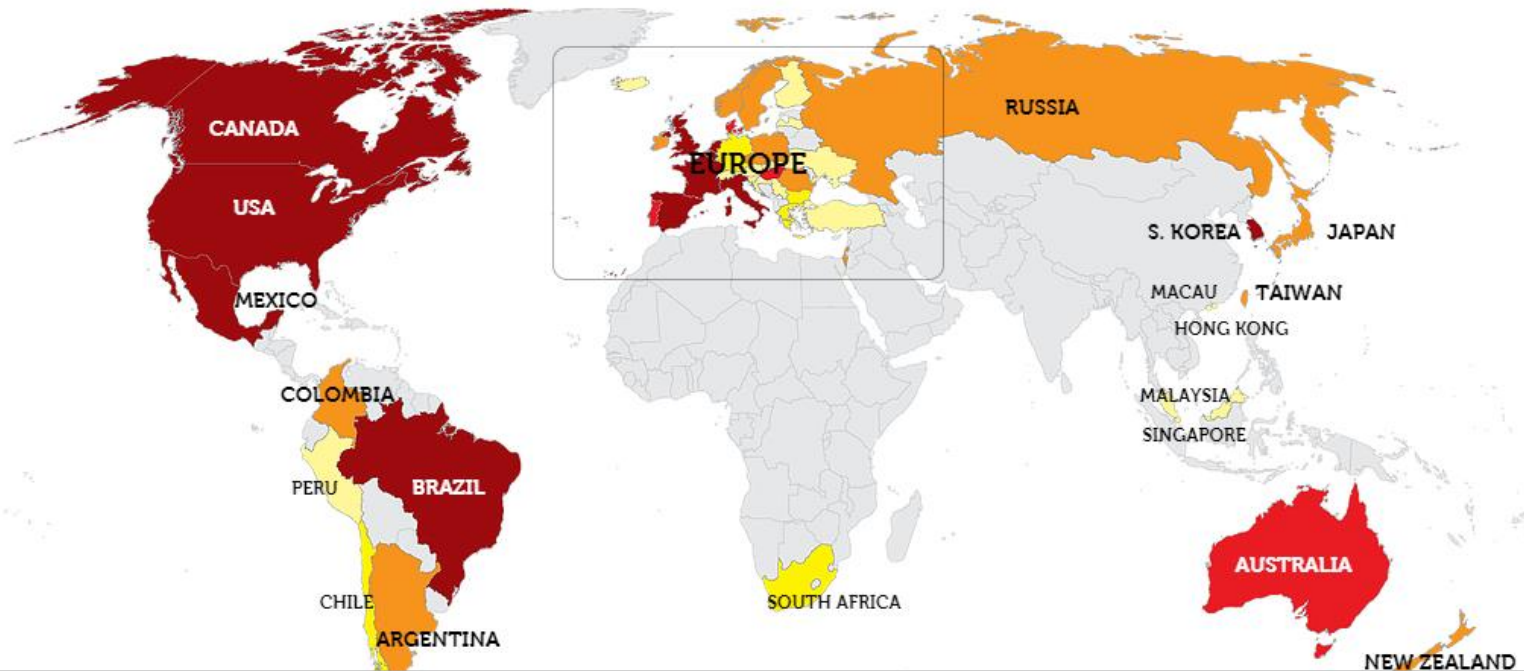 CANADA
RUSSIA
EUROPE
USA
S. KOREA
JAPAN
MEXICO
MACAU
TAIWAN
HONG KONG
COLOMBIA
MALAYSIA
SINGAPORE
PERU
BRAZIL
AUSTRALIA
CHILE
SOUTH AFRICA
ARGENTINA
NEW ZEALAND